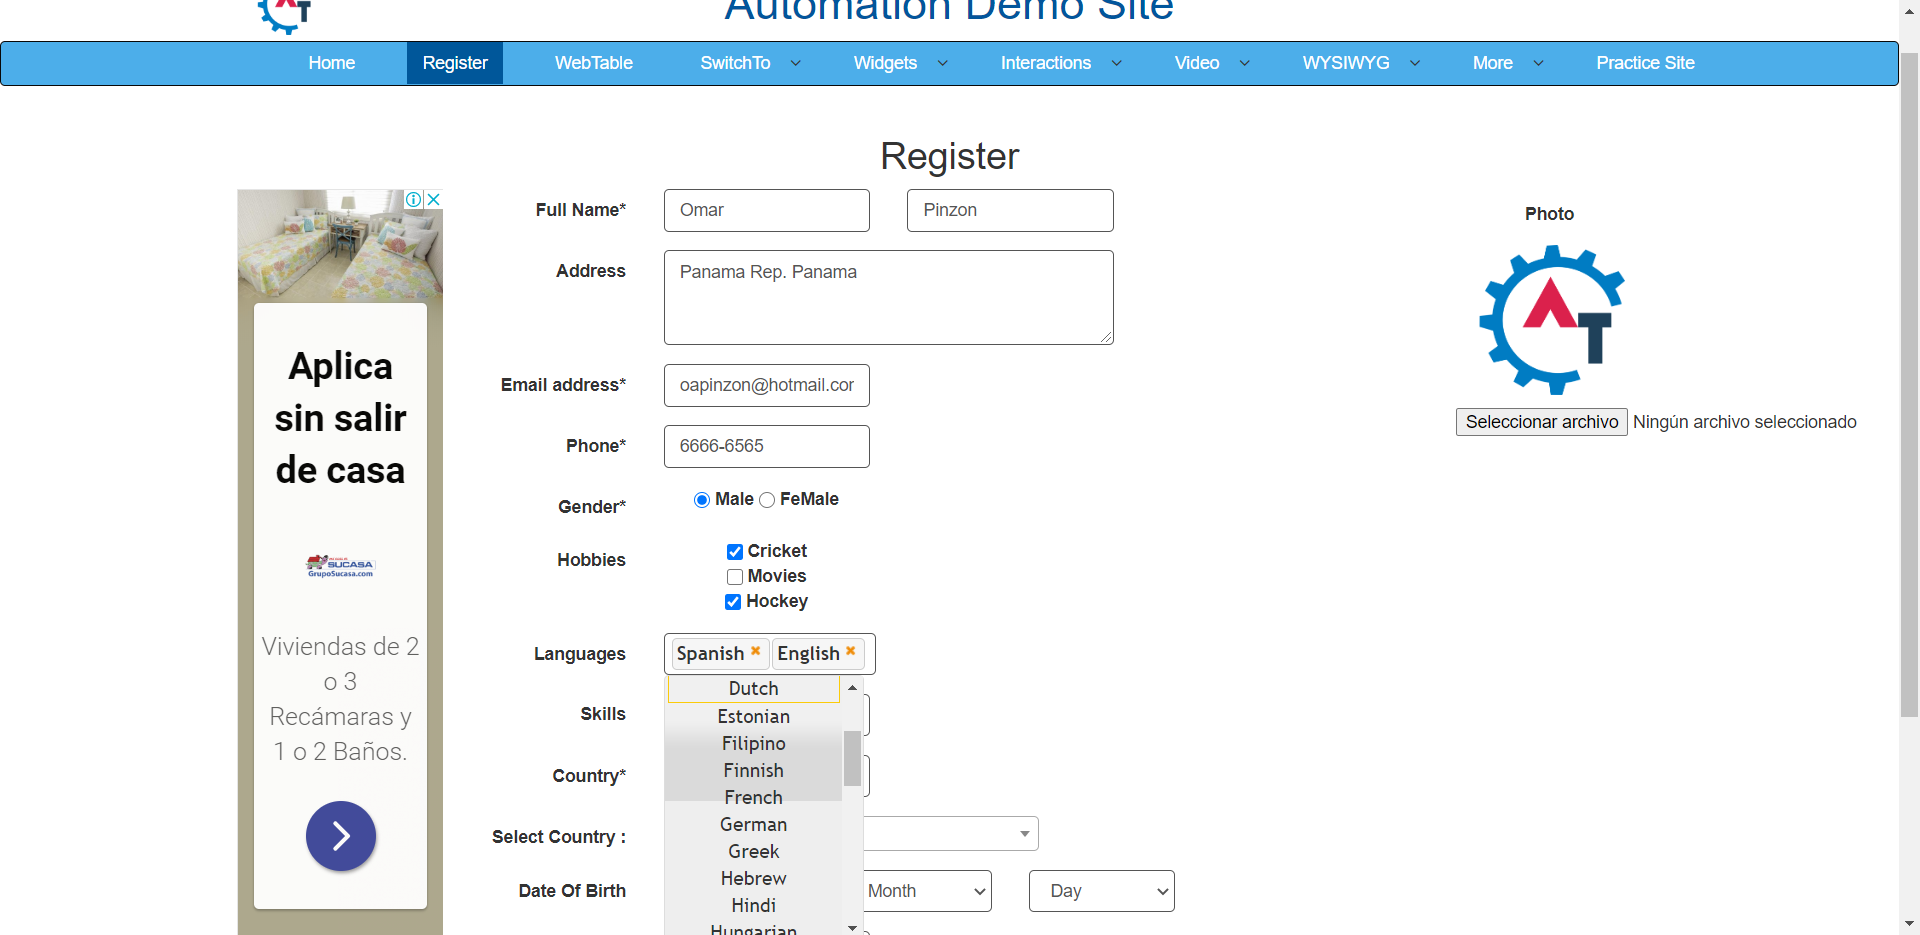 Automation Demo Site
Home Register WebTable SwitchTo Widgets Interactions Video WYSIWYG More Practice Site
Register
Full Name* Omar Pinzon
Address Panama Rep. Panama
Email address* oapinzon@hotmail.cor
Phone* 6666-6565
Gender* Male FeMale
Hobbies Cricket
Movies
Hockey
Languages Spanish English
Dutch
Estonian
Filipino
Finnish
French
German
Greek
Hebrew
Hindi
Hungarian
Skills
Country*
Select Country :
Date Of Birth Month Day
Photo
AT
Seleccionar archivo Ningún archivo seleccionado
Aplica
sin salir
de casa
SUCASA
GrupoSucasa.com
Viviendas de 2
o 3
Recámaras y
1 o 2 Baños.